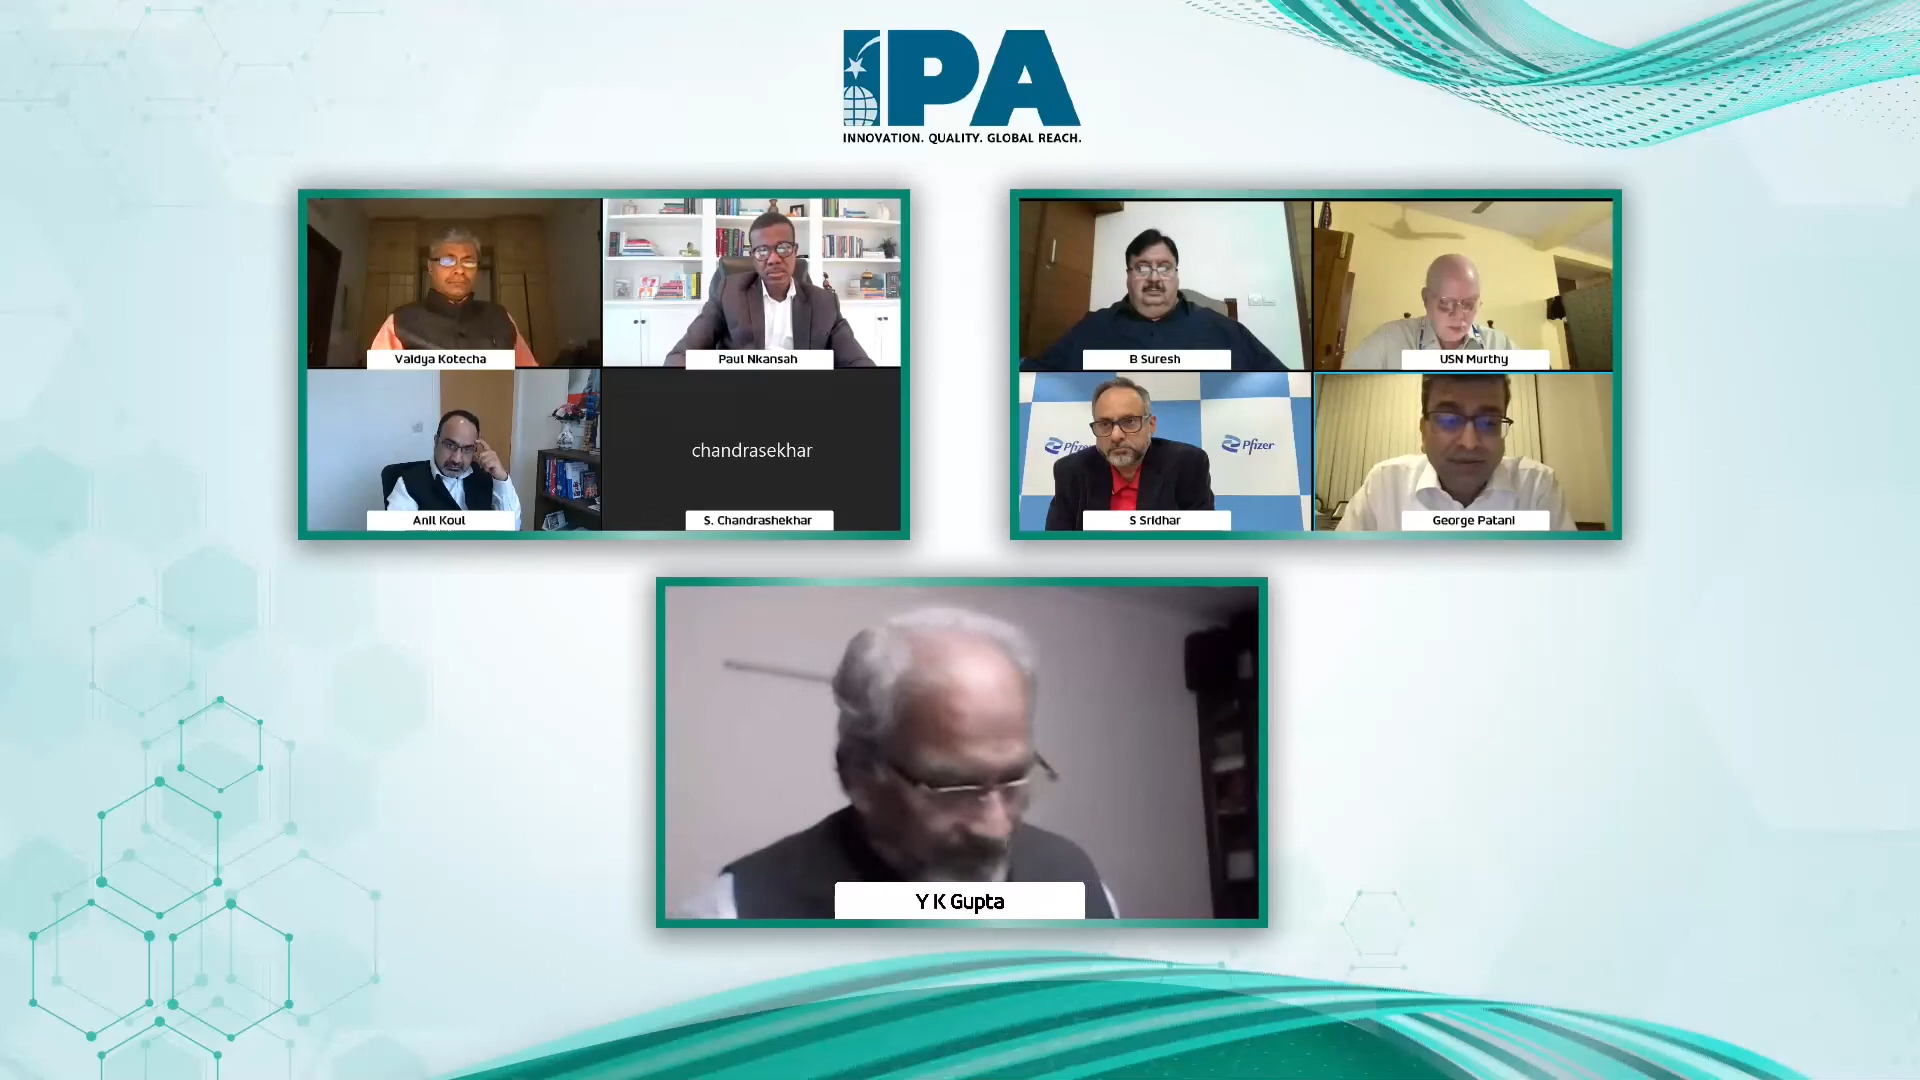 IPA
INNOVATION. QUALITY. GLOBAL REACH.
Vaidya Kotecha
Paul Nkansah
B Suresh
USN Murthy
Pfizer
Pfizer
chandrasekhar
Anil Koul
S. Chandrashekhar
S Sridhar
George Patani
Y K Gupta